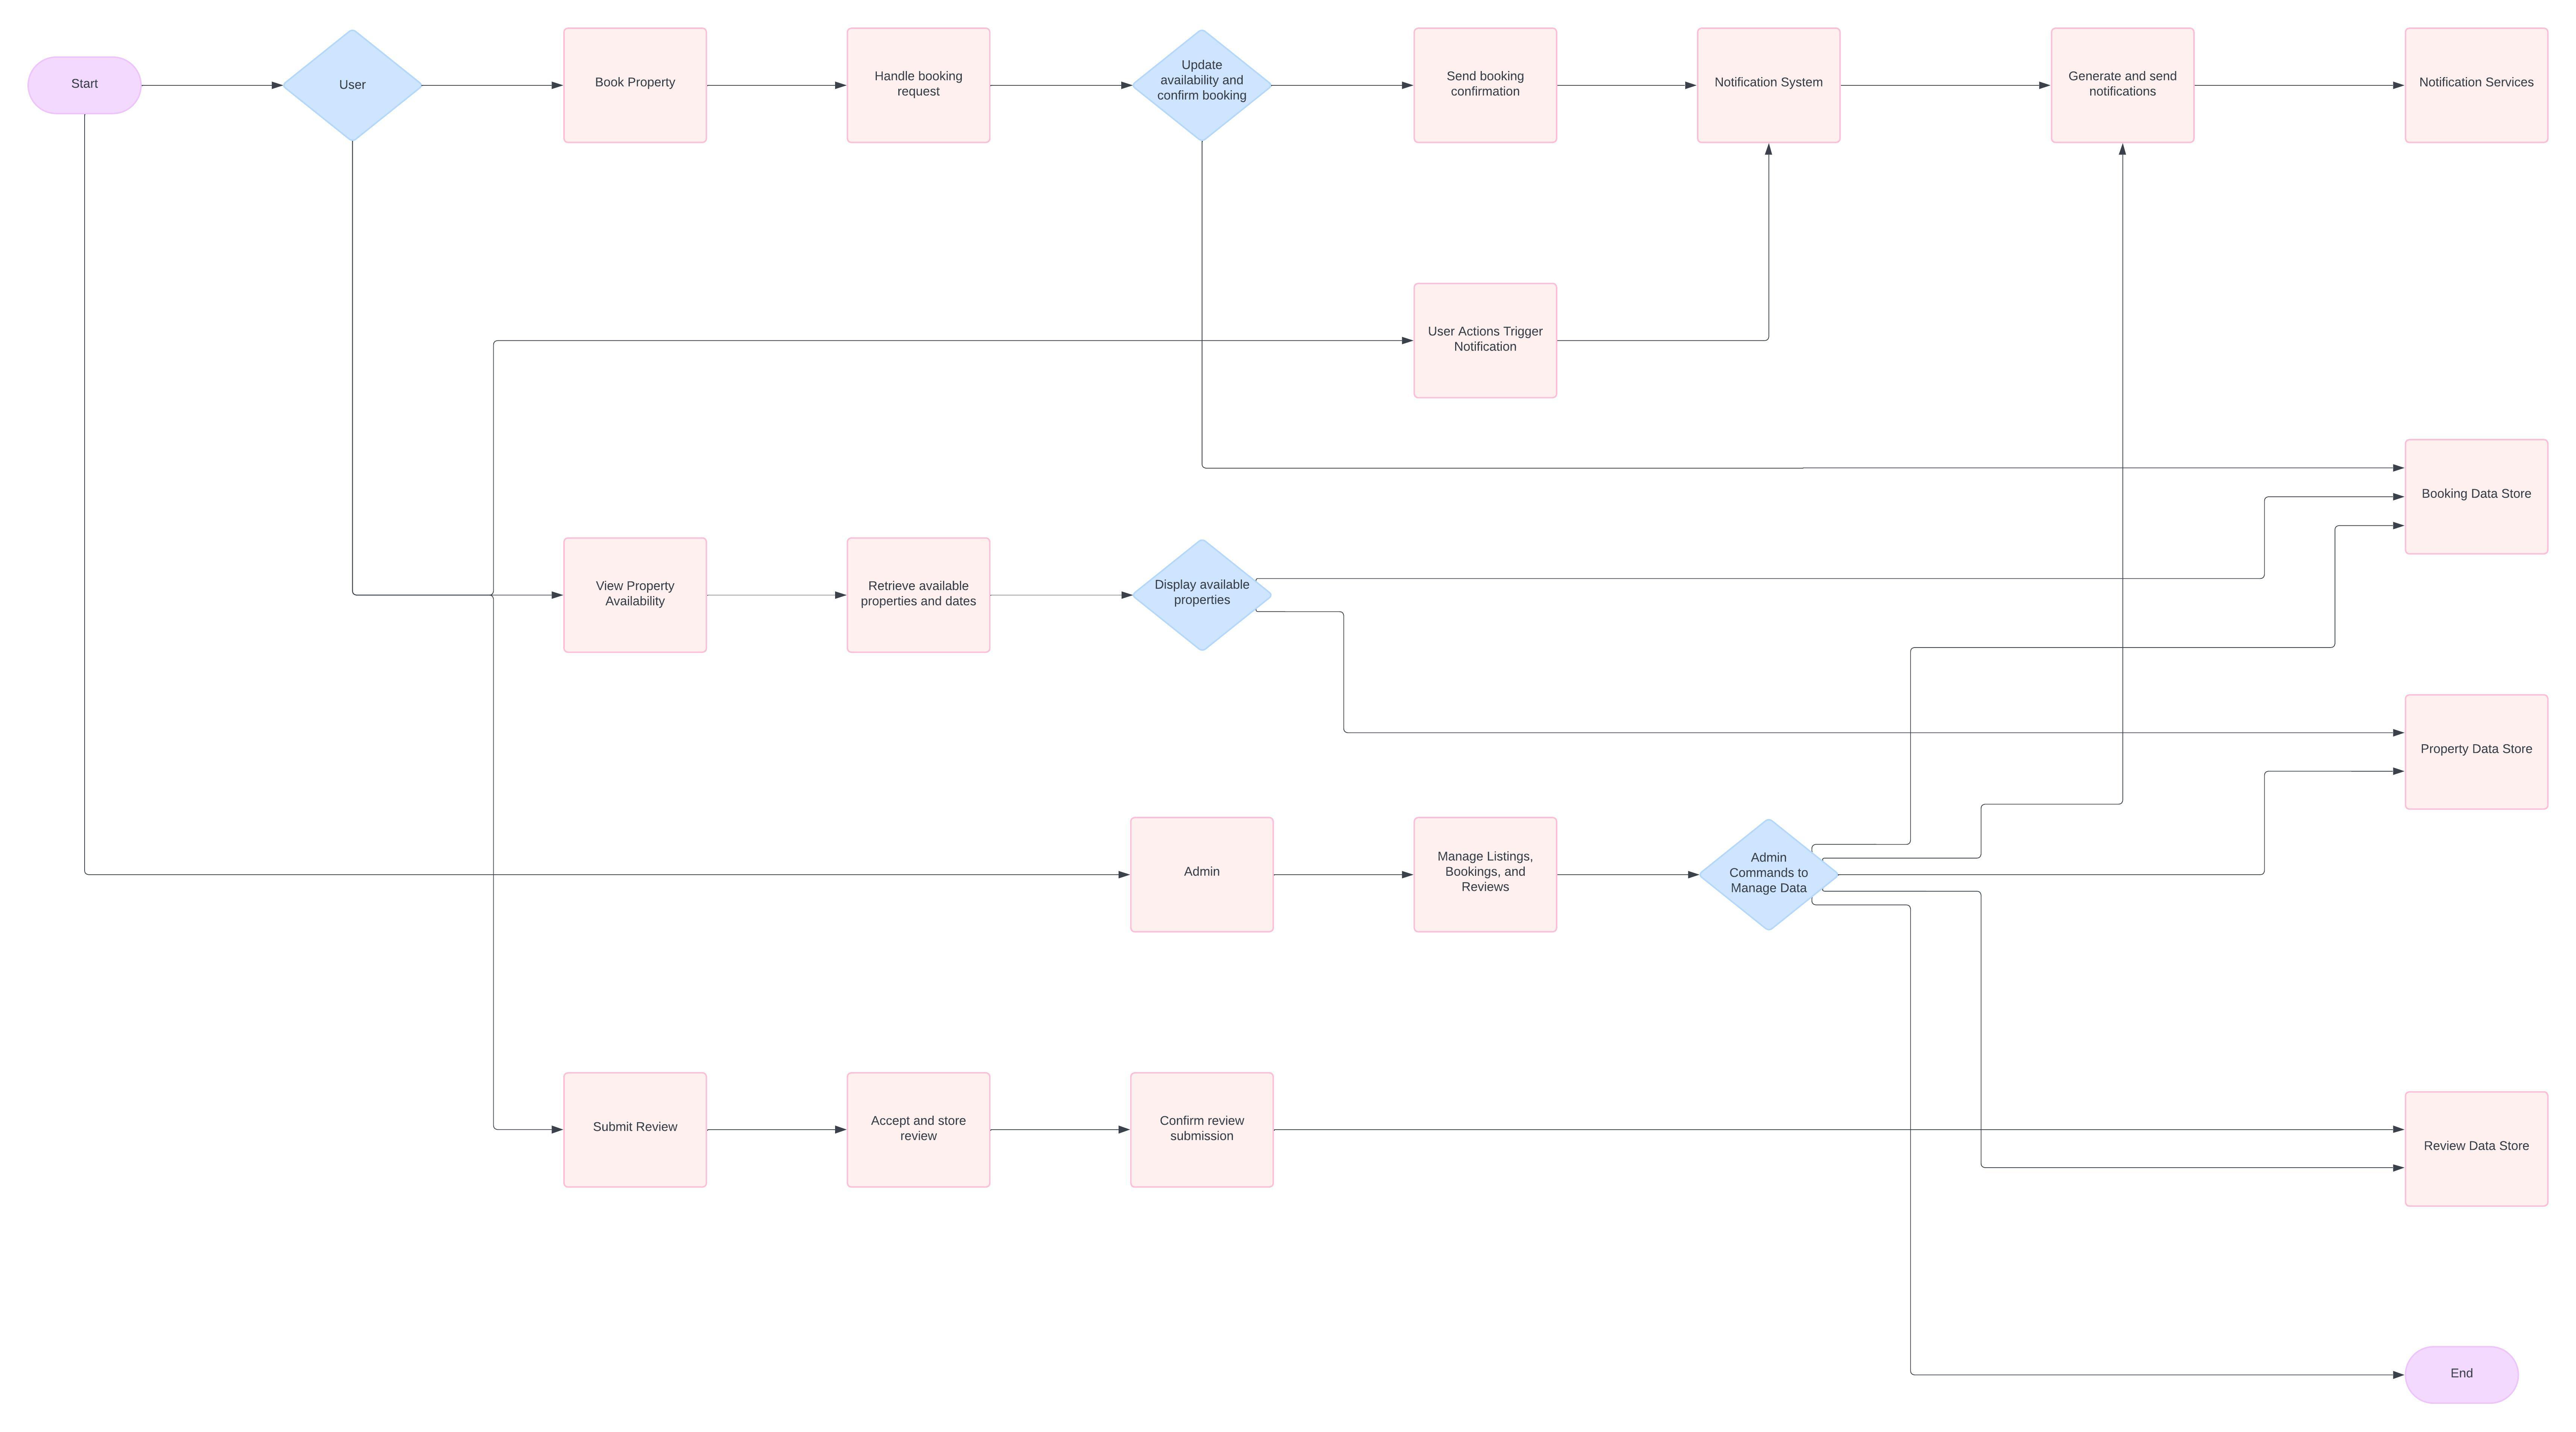 Start
User
Book Property
Handle booking
request
Update
availability and
confirm booking
Send booking
confirmation
Notification System
Generate and send
notifications
Notification Services
User Actions Trigger
Notification
Booking Data Store
View Property
Availability
Retrieve available
properties and dates
Display available
properties
Property Data Store
Admin
Manage Listings,
Bookings, and
Reviews
Admin
Commands to
Manage Data
Submit Review
Accept and store
review
Confirm review
submission
Review Data Store
End